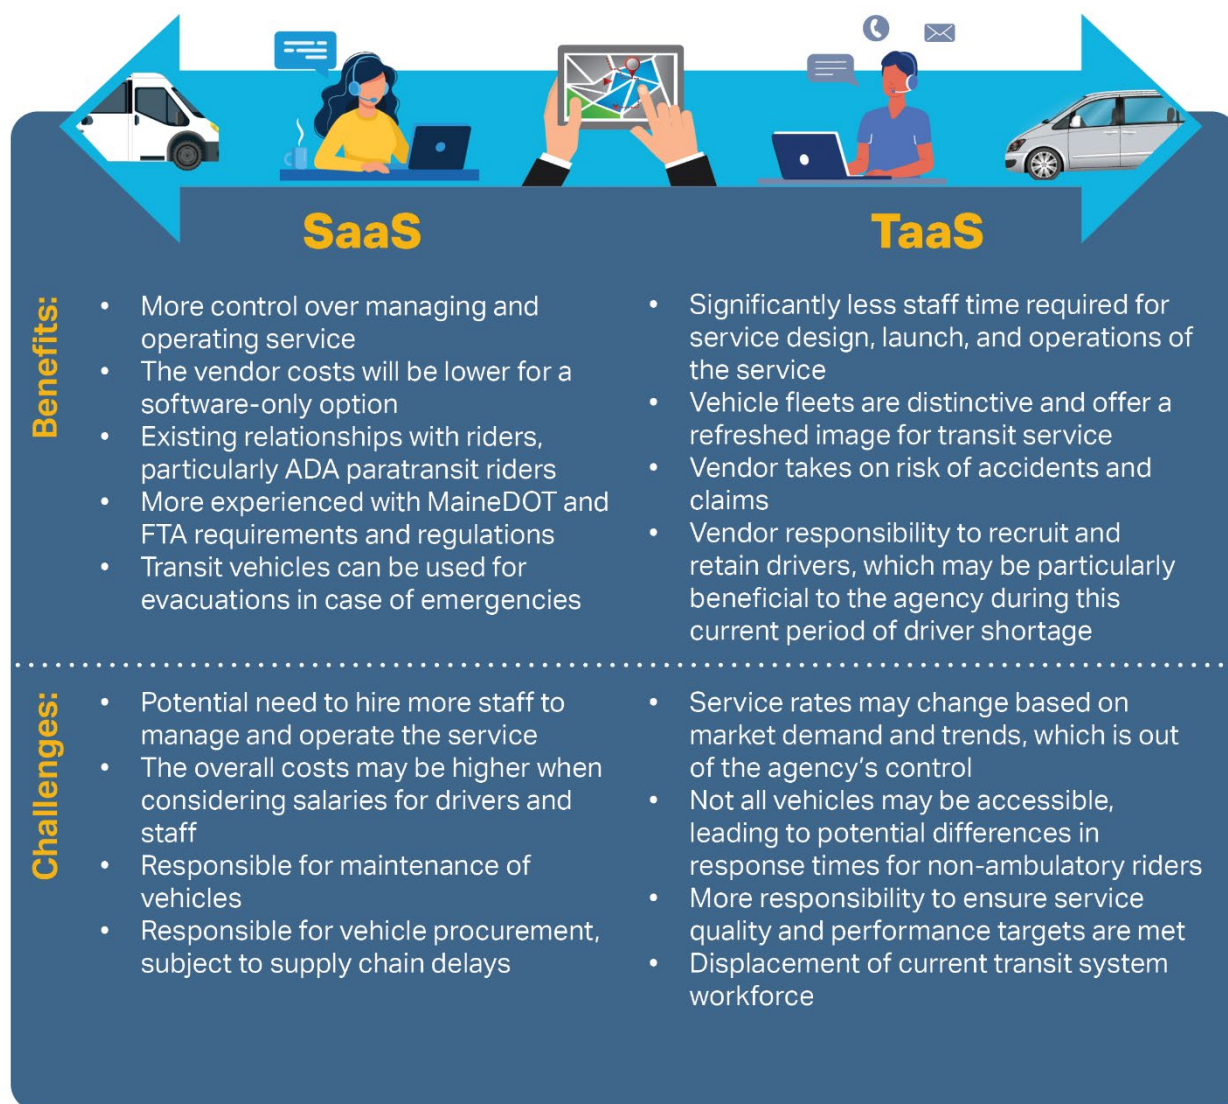 SaaS
TaaS
Benefits:
• More control over managing and
operating service
• The vendor costs will be lower for a
software-only option
• Existing relationships with riders,
particularly ADA paratransit riders
• More experienced with MaineDOT and
FTA requirements and regulations
• Transit vehicles can be used for
evacuations in case of emergencies
• Significantly less staff time required for
service design, launch, and operations of
the service
• Vehicle fleets are distinctive and offer a
refreshed image for transit service
• Vendor takes on risk of accidents and
claims
• Vendor responsibility to recruit and
retain drivers, which may be particularly
beneficial to the agency during this
current period of driver shortage
Challenges:
• Potential need to hire more staff to
manage and operate the service
• The overall costs may be higher when
considering salaries for drivers and
staff
• Responsible for maintenance of
vehicles
• Responsible for vehicle procurement,
subject to supply chain delays
• Service rates may change based on
market demand and trends, which is out
of the agency’s control
• Not all vehicles may be accessible,
leading to potential differences in
response times for non-ambulatory riders
• More responsibility to ensure service
quality and performance targets are met
• Displacement of current transit system
workforce